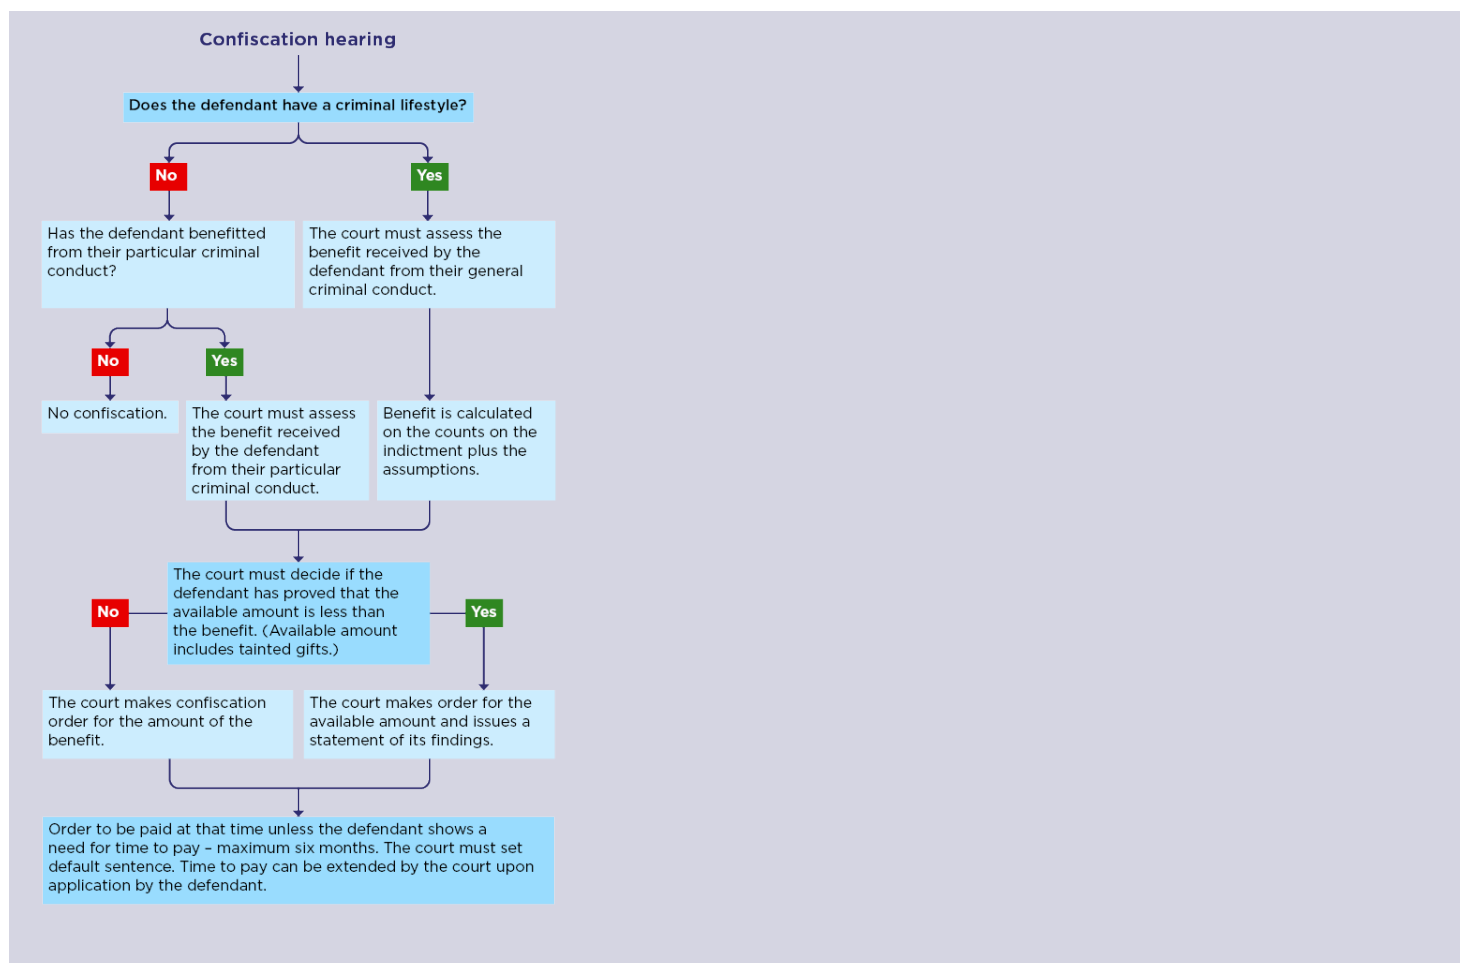 Confiscation hearing
Does the defendant have a criminal lifestyle?
No
Yes
Has the defendant benefitted
from their particular criminal
conduct?
The court must assess the
benefit received by the
defendant from their general
criminal conduct.
No
Yes
No confiscation.
The court must assess
the benefit received
by the defendant
from their particular
criminal conduct.
Benefit is calculated
on the counts on the
indictment plus the
assumptions.
The court must decide if the
defendant has proved that the
available amount is less than
the benefit. (Available amount
includes tainted gifts.)
No
Yes
The court makes confiscation
order for the amount of the
benefit.
The court makes order for the
available amount and issues a
statement of its findings.
Order to be paid at that time unless the defendant shows a
need for time to pay – maximum six months. The court must set
default sentence. Time to pay can be extended by the court upon
application by the defendant.